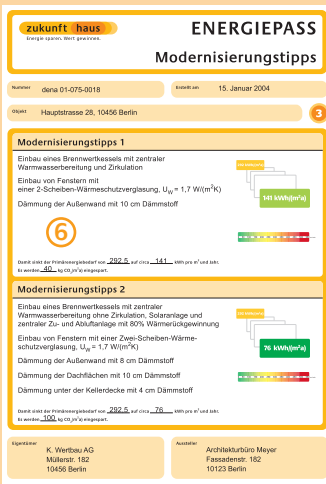 zukunft haus
Energie sparen. Wert gewinnen.
ENERGIEPASS
Modernisierungstipps
Nummer dena 01-075-0018
Erstellt am 15. Januar 2004
Objekt Hauptstrasse 28, 10456 Berlin
3
Modernisierungstipps 1
Einbau eines Brennwertkessels mit zentraler
Warmwasserbereitung und Zirkulation
Einbau von Fenstern mit
einer 2-Scheiben-Wärmeschutzverglasung, UW = 1,7 W/(m²K)
Dämmung der Außenwand mit 10 cm Dämmstoff
141 kWh/(m²a)
6
Damit sinkt der Primärenergiebedarf von 292,5 auf circa 141 kWh pro m² und Jahr.
Es werden 40 kg CO₂/m²a) eingespart.
Modernisierungstipps 2
Einbau eines Brennwertkessels mit zentraler
Warmwasserbereitung ohne Zirkulation, Solaranlage und
zentraler Zu- und Abluftanlage mit 80% Wärmerückgewinnung
Einbau von Fenstern mit einer Zwei-Scheiben-Wärme-
schutzverglasung, UW = 1,7 W/(m²K)
Dämmung der Außenwand mit 8 cm Dämmstoff
Dämmung der Dachflächen mit 10 cm Dämmstoff
Dämmung unter der Kellerdecke mit 4 cm Dämmstoff
76 kWh/(m²a)
Damit sinkt der Primärenergiebedarf von 292,5 auf circa 76 kWh pro m² und Jahr.
Es werden 100 kg CO₂/m²a) eingespart.
Eigentümer
K. Wertbau AG
Müllerstr. 182
10456 Berlin
Aussteller
Architekturbüro Meyer
Fassadenstr. 182
10123 Berlin